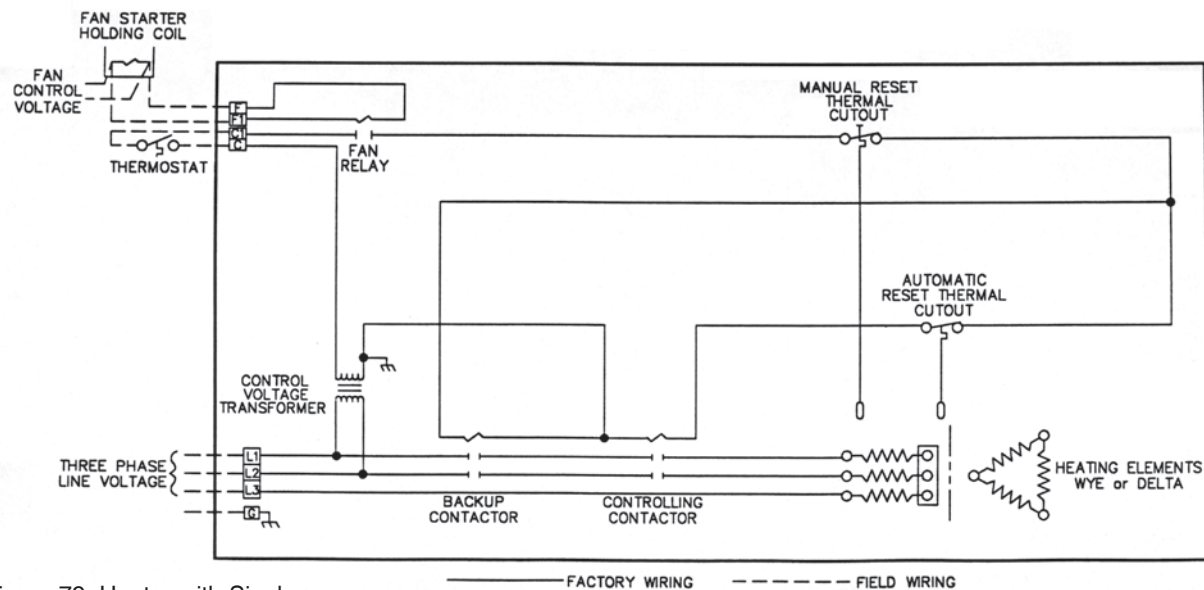 FAN STARTER
HOLDING COIL
FAN
CONTROL
VOLTAGE
F
F1
C1
C
THERMOSTAT
FAN
RELAY
MANUAL RESET
THERMAL
CUTOUT
AUTOMATIC
RESET THERMAL
CUTOUT
CONTROL
VOLTAGE
TRANSFORMER
THREE PHASE
LINE VOLTAGE
L1
L2
L3
G
BACKUP
CONTACTOR
CONTROLLING
CONTACTOR
HEATING ELEMENTS
WYE or DELTA
FACTORY WIRING
FIELD WIRING